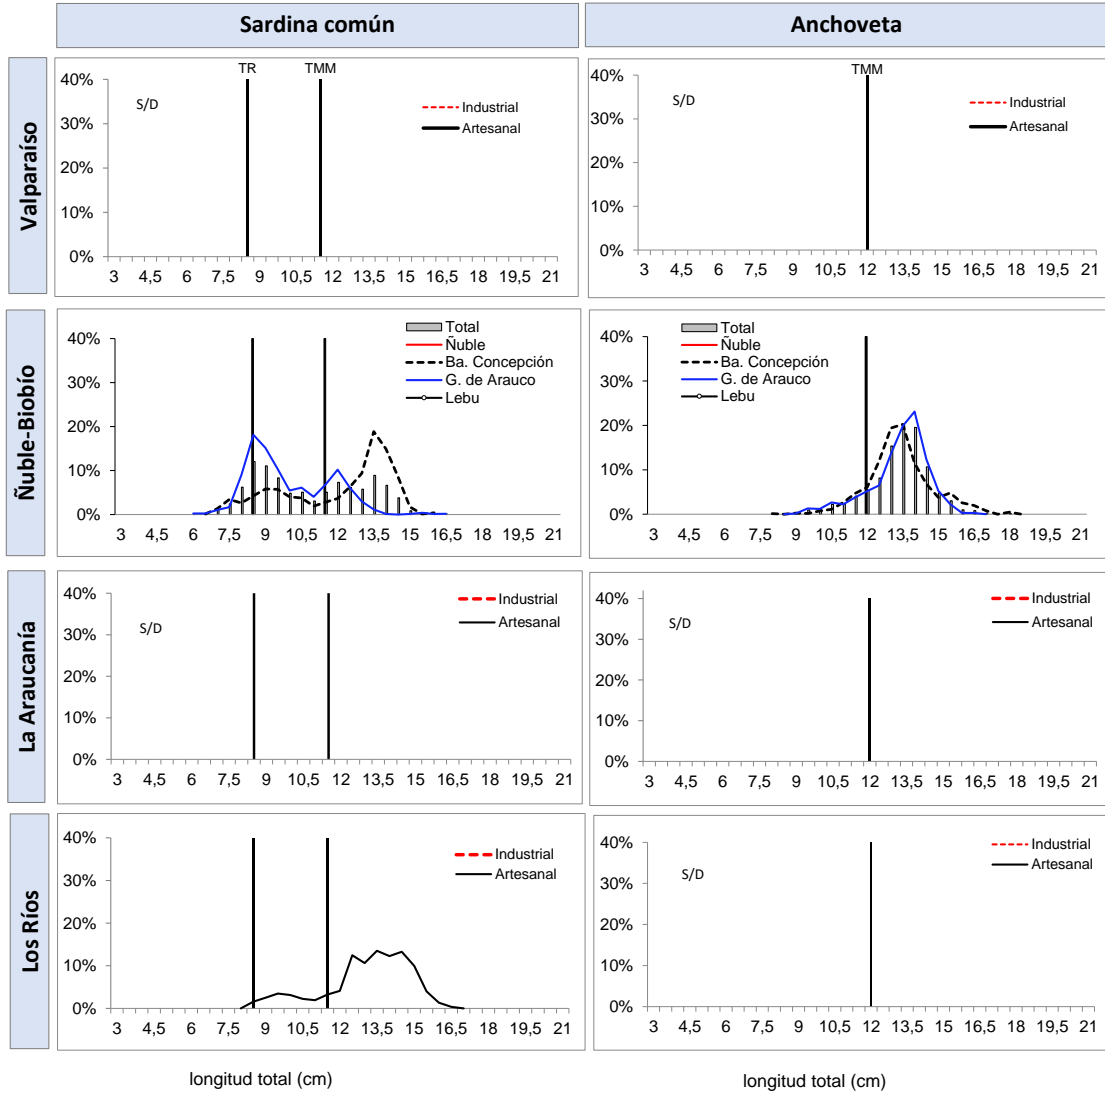 Sardina común
Anchoveta
Valparaíso
TR
TMM
40%
30%
20%
10%
0%
S/D
Industrial
Artesanal
3 4,5 6 7,5 9 10,5 12 13,5 15 16,5 18 19,5 21
TMM
40%
30%
20%
10%
0%
S/D
Industrial
Artesanal
3 4,5 6 7,5 9 10,5 12 13,5 15 16,5 18 19,5 21
Ñuble-Biobío
40%
30%
20%
10%
0%
Total
Ñuble
Ba. Concepción
G. de Arauco
Lebu
3 4,5 6 7,5 9 10,5 12 13,5 15 16,5 18 19,5 21
40%
30%
20%
10%
0%
Total
Ñuble
Ba. Concepción
G. de Arauco
Lebu
3 4,5 6 7,5 9 10,5 12 13,5 15 16,5 18 19,5 21
La Araucanía
40%
30%
20%
10%
0%
S/D
Industrial
Artesanal
3 4,5 6 7,5 9 10,5 12 13,5 15 16,5 18 19,5 21
40%
30%
20%
10%
0%
S/D
Industrial
Artesanal
3 4,5 6 7,5 9 10,5 12 13,5 15 16,5 18 19,5 21
Los Ríos
40%
30%
20%
10%
0%
Industrial
Artesanal
3 4,5 6 7,5 9 10,5 12 13,5 15 16,5 18 19,5 21
40%
30%
20%
10%
0%
S/D
Industrial
Artesanal
3 4,5 6 7,5 9 10,5 12 13,5 15 16,5 18 19,5 21
longitud total (cm)
longitud total (cm)